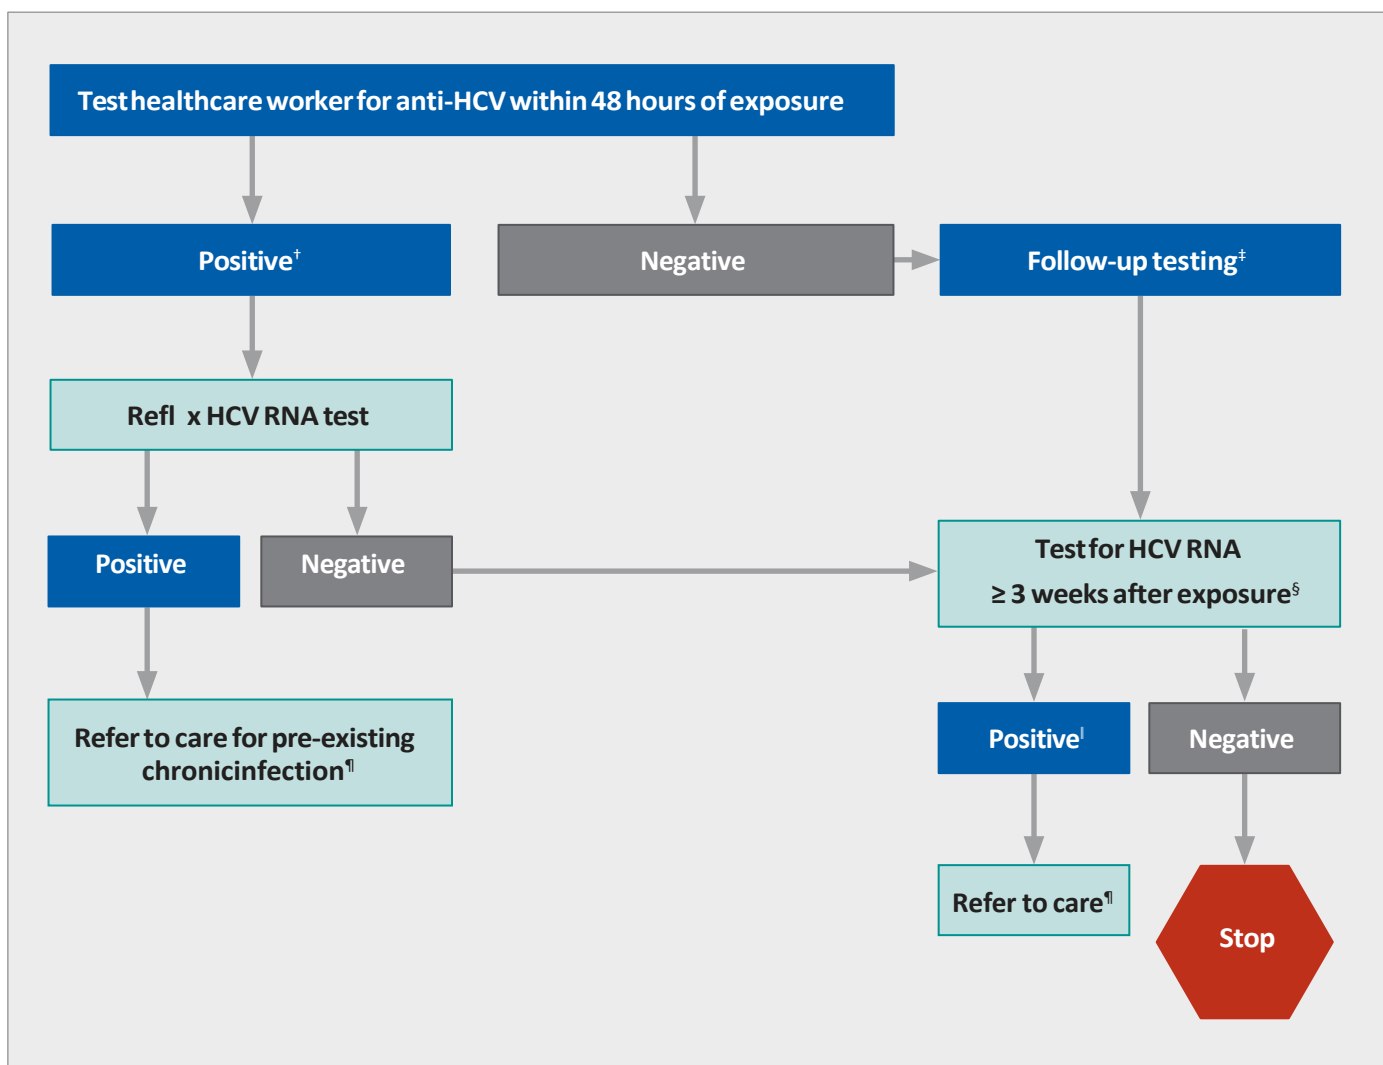 Test healthcare worker for anti-HCV within 48 hours of exposure
Positive†
Negative
Follow-up testing‡
Refl x HCV RNA test
Positive
Negative
Test for HCV RNA
≥ 3 weeks after exposure§
Refer to care for pre-existing
chronicinfection¶
Positive‖
Negative
Refer to care¶
Stop